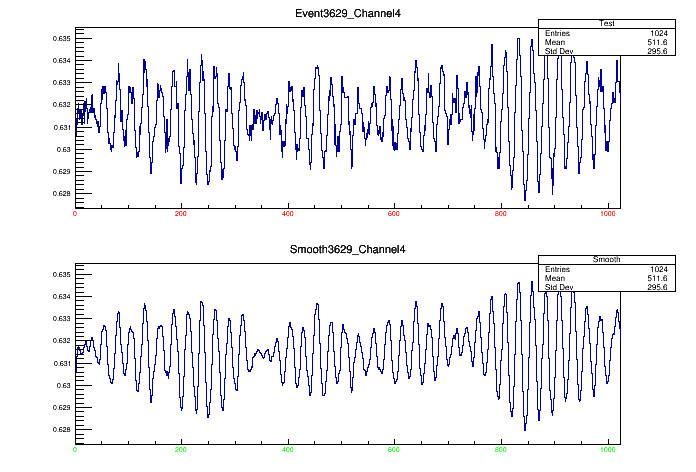 Event3629_Channel4
Test
Entries 1024
Mean 511.6
Std Dev 295.6
0.635
0.634
0.633
0.632
0.631
0.63
0.629
0.628
0 200 400 600 800 1000
Smooth3629_Channel4
Smooth
Entries 1024
Mean 511.6
Std Dev 295.6
0.635
0.634
0.633
0.632
0.631
0.63
0.629
0.628
0 200 400 600 800 1000